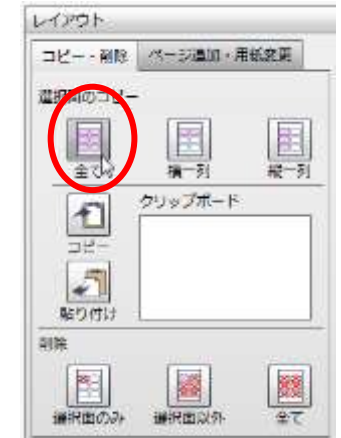 レイアウト
コピー・削除 ページ追加・用紙変更
選択面のコピー
全てを 横一列 縦一列
クリップボード
コピー
貼り付け
削除
選択面のみ 選択面以外 全て